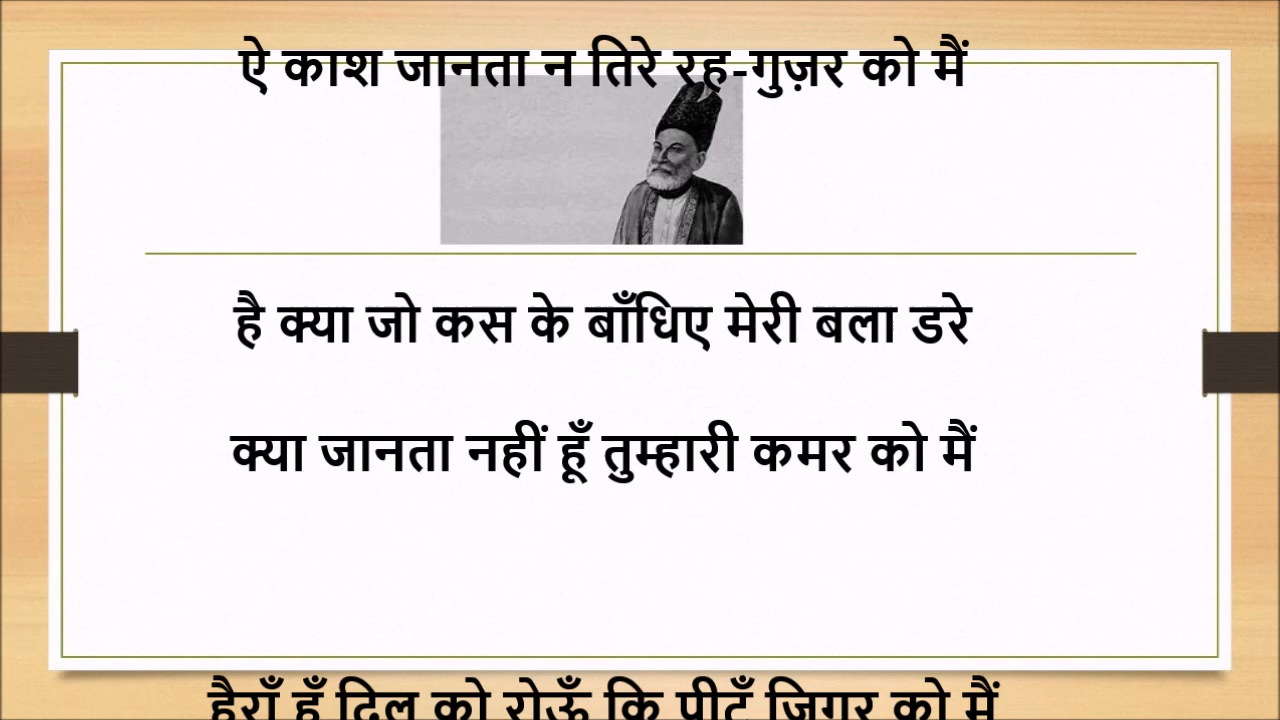 ऐ काश जानता न तिरे रह-गुज़र को मैं
है क्या जो कस के बाँधिए मेरी बला डरे
क्या जानता नहीं हूँ तुम्हारी कमर को मैं
हैराँ हूँ दिल को रोऊँ कि पीटूँ जिगर को मैं